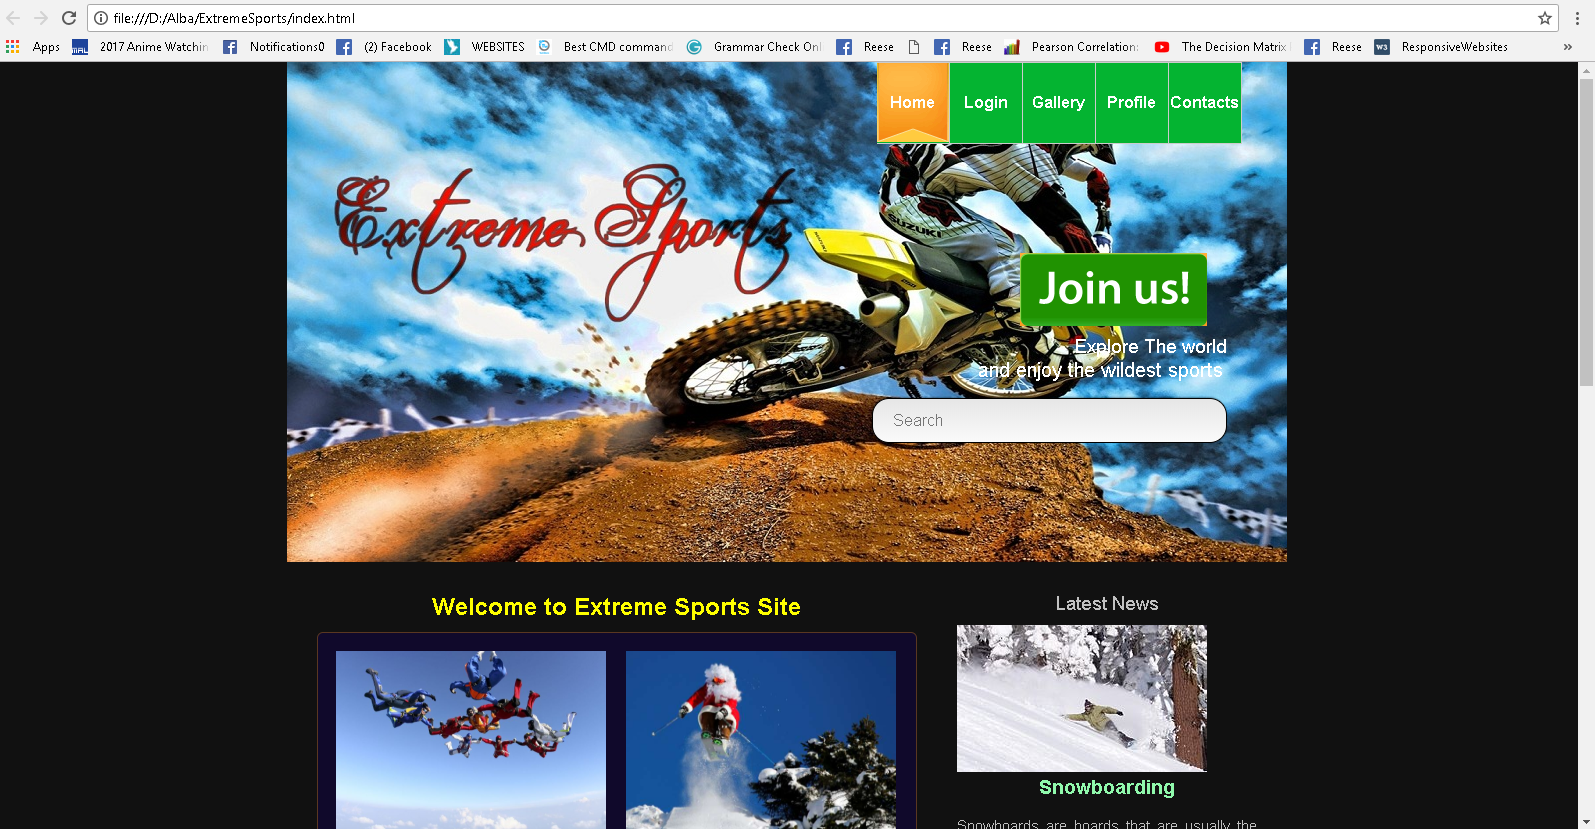 file:///D:/Alba/ExtremeSports/index.html
Apps MAL 2017 Anime Watchin Notifications0 (2) Facebook WEBSITES Best CMD command Grammar Check Onl Reese Reese Pearson Correlation: The Decision Matrix Reese W3 ResponsiveWebsites »
Home Login Gallery Profile Contacts
Extreme Sports
SUZUKI
Join us!
Explore The world
and enjoy the wildest sports
Search
Welcome to Extreme Sports Site
Latest News
Snowboarding
Snowboards are boards that are usually the